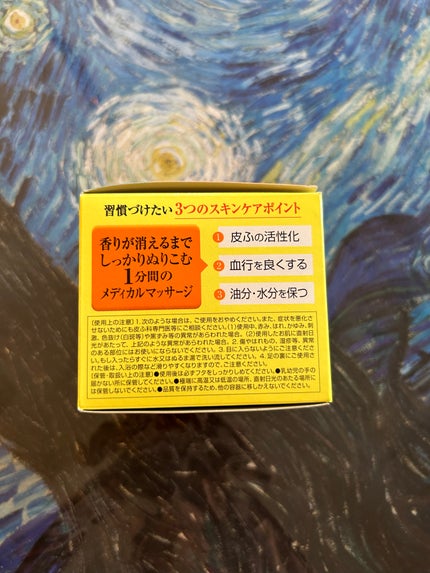 習慣づけたい 3つのスキンケアポイント
香りが消えるまで
しっかりぬりこむ
1分間の
メディカルマッサージ
1 皮ふの活性化
2 血行を良くする
3 油分・水分を保つ
〈使用上の注意〉1.次のような場合は、ご使用をおやめください。また、症状を悪化さ
せないためにも皮ふ科専門医等にご相談ください。(1)使用中、赤み、はれ、かゆみ、刺
激、色抜け(白斑等)や黒ずみ等の異常があらわれた場合。(2)使用したお肌に直射日
光があたって、上記のような異常があらわれた場合。2.傷やはれもの、湿疹等、異常
のある部位にはお使いにならないでください。3.目に入らないようにご注意くださ
い。もし入ったらすぐに水又はぬるま湯で洗い流してください。4.足の裏にご使用さ
れた後は、入浴の際など滑りやすくなりますので、ご注意ください。
〈保管・取扱い上の注意〉●使用後は必ずフタをしっかりしめてください。●乳幼児の手の
届かない所に保管してください。●極端に高温又は低温の場所、直射日光のあたる場所に
は保管しないでください。●品質を保持するため、他の容器に移しかえないでください。